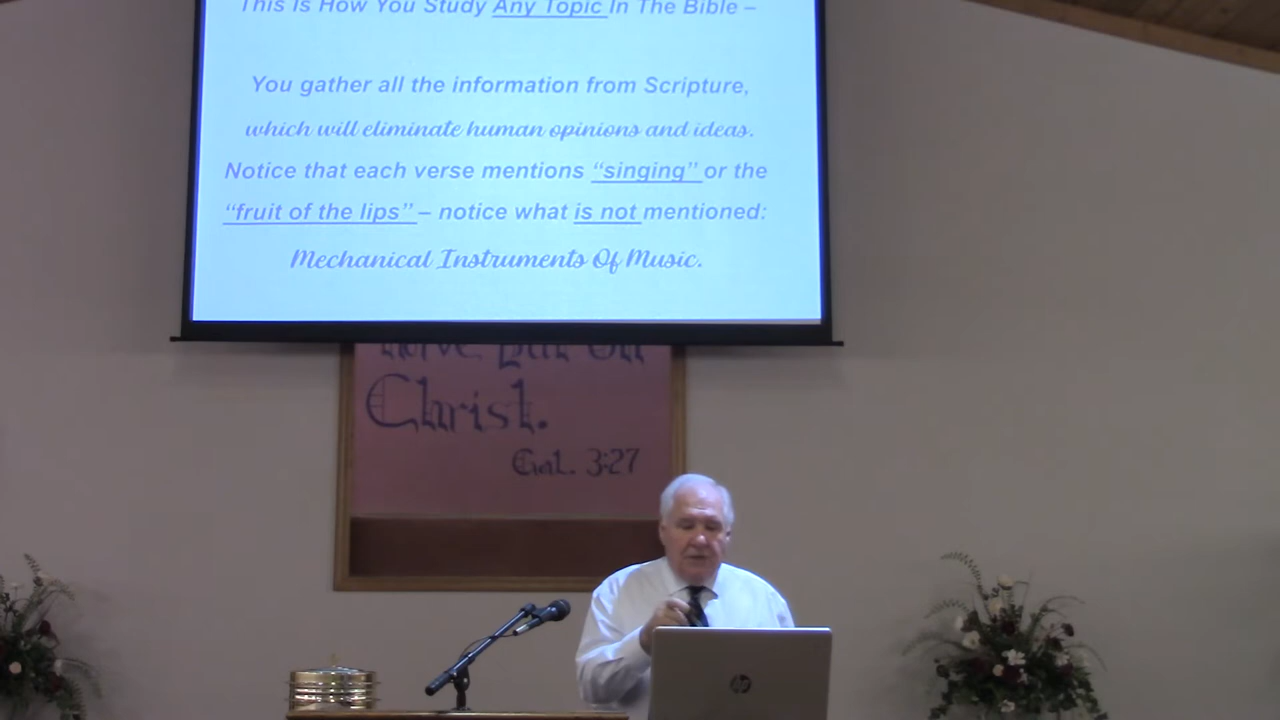 This Is How You Study Any Topic In The Bible –
You gather all the information from Scripture,
which will eliminate human opinions and ideas.
Notice that each verse mentions “singing” or the
“fruit of the lips” – notice what is not mentioned:
Mechanical Instruments Of Music.
Christ.
Gal. 3:27
hp